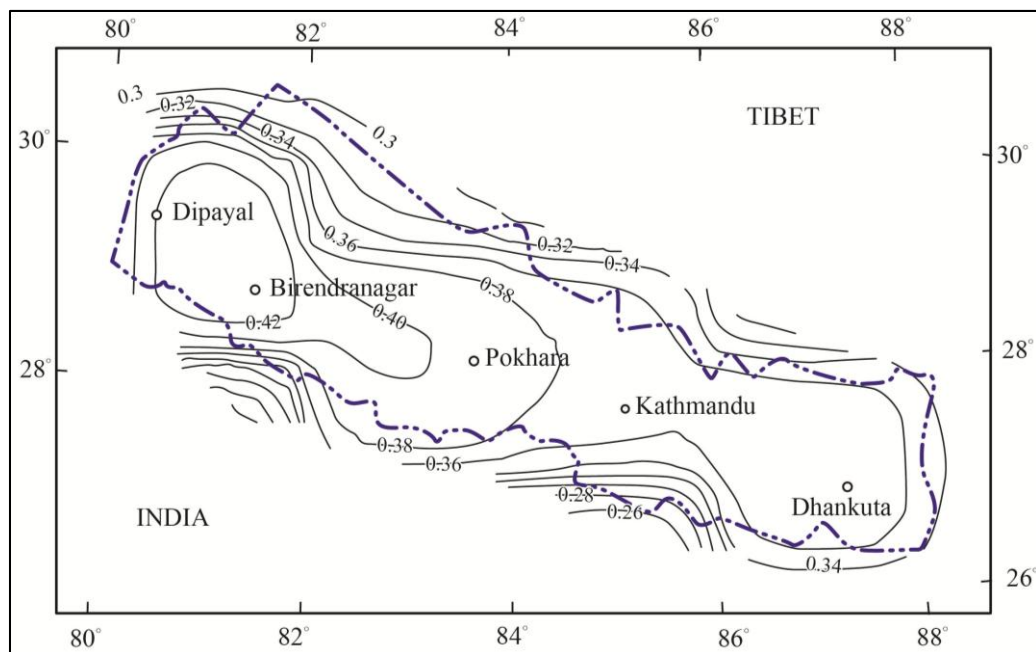 80° 82° 84° 86° 88°
0.3
0.32
0.34
0.3
TIBET
30° 30°
Dipayal
0.36
0.32
0.34
0.38
Birendranagar
0.42
0.40
28° 28°
Pokhara
Kathmandu
0.38
0.36
0.28
Dhankuta
0.26
INDIA
0.34
26°
80° 82° 84° 86° 88°